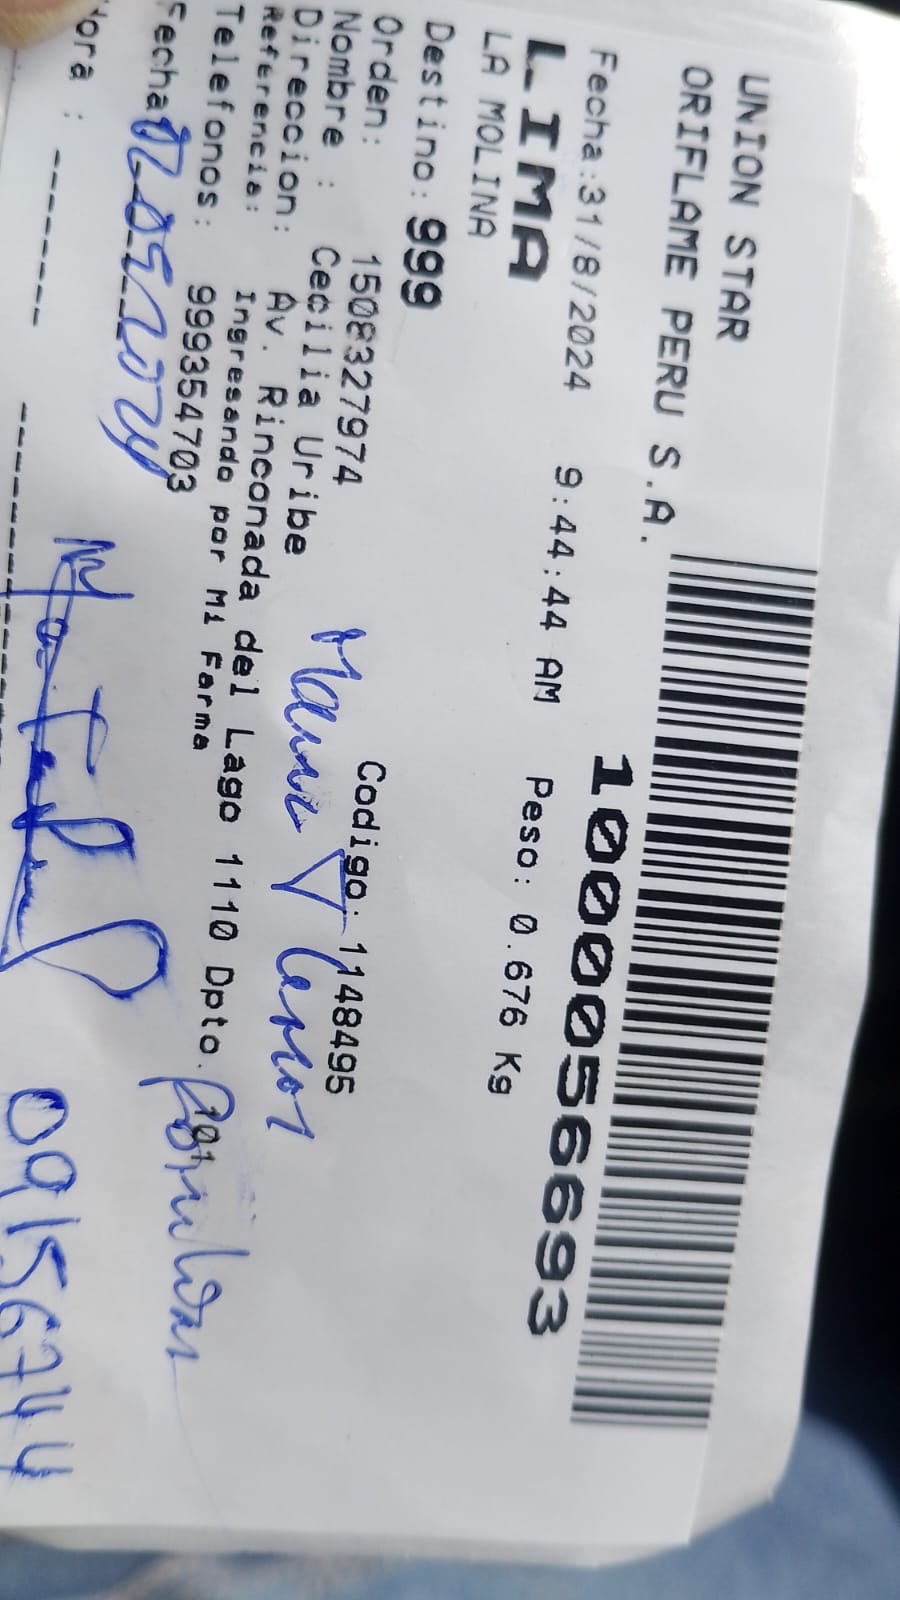 UNION STAR
ORIFLAME PERU S.A.
1000056693
Fecha:31/8/2024 9:44:44 AM Peso: 0.676 Kg
LIMA
LA MOLINA
Destino: 999
Orden: 1508327974 Codigo: 1148495
Nombre : Cecilia Uribe
Direccion: Av. Rinconada del Lago 1110 Dpto. 101
Referencia: Ingresando por Mi Farma
Telefonos: 999354703
Fecha
Hora :
09156744